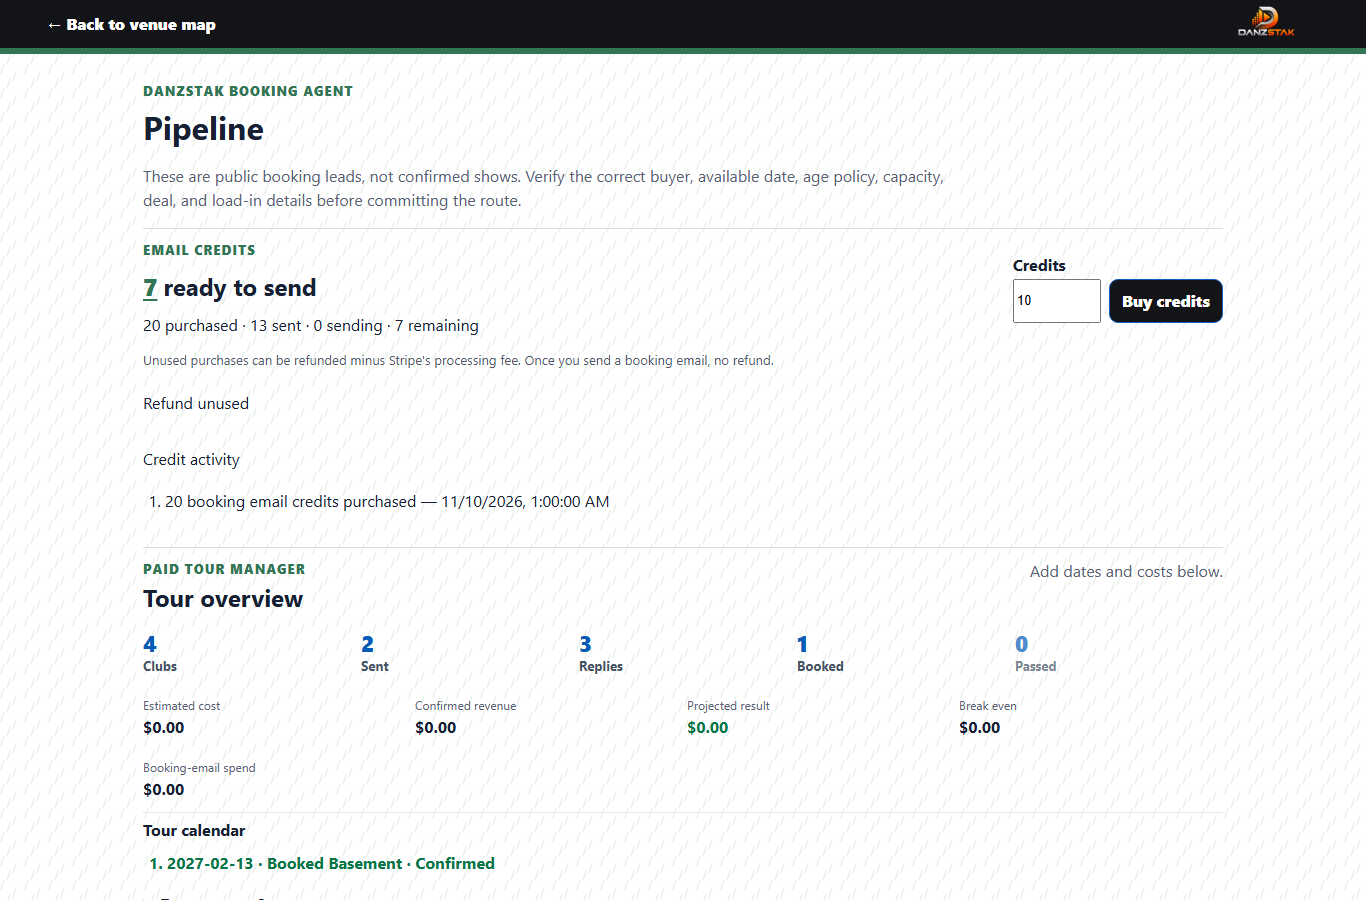 ← Back to venue map
DANZSTAK
DANZSTAK BOOKING AGENT
Pipeline
These are public booking leads, not confirmed shows. Verify the correct buyer, available date, age policy, capacity,
deal, and load-in details before committing the route.
EMAIL CREDITS
7 ready to send
20 purchased · 13 sent · 0 sending · 7 remaining
Unused purchases can be refunded minus Stripe's processing fee. Once you send a booking email, no refund.
Credits
10
Buy credits
Refund unused
Credit activity
1. 20 booking email credits purchased — 11/10/2026, 1:00:00 AM
PAID TOUR MANAGER
Add dates and costs below.
Tour overview
4 2 3 1 0
Clubs Sent Replies Booked Passed
Estimated cost Confirmed revenue Projected result Break even
$0.00 $0.00 $0.00 $0.00
Booking-email spend
$0.00
Tour calendar
1. 2027-02-13 · Booked Basement · Confirmed